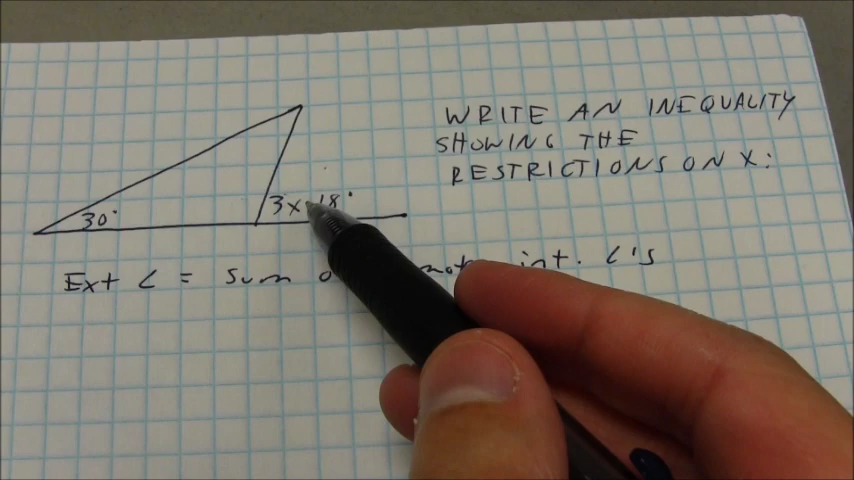 WRITE AN INEQUALITY
SHOWING THE
RESTRICTIONS ON X:
30°
3x 18°
Ext ∠ = Sum int. ∠'s